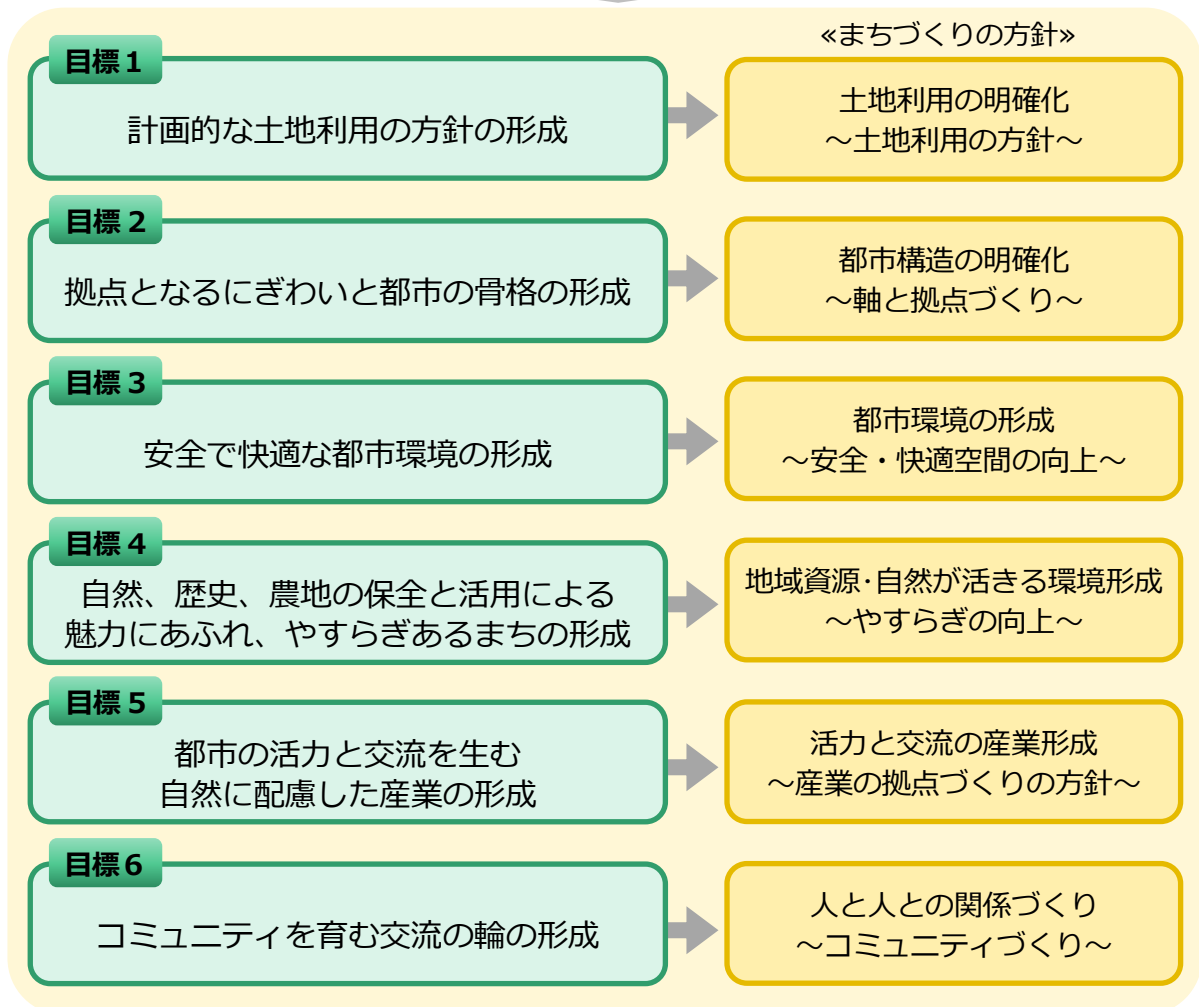 «まちづくりの方針»
目標１
計画的な土地利用の方針の形成
土地利用の明確化
～土地利用の方針～
目標２
拠点となるにぎわいと都市の骨格の形成
都市構造の明確化
～軸と拠点づくり～
目標３
安全で快適な都市環境の形成
都市環境の形成
～安全・快適空間の向上～
目標４
自然、歴史、農地の保全と活用による
魅力にあふれ、やすらぎあるまちの形成
地域資源･自然が活きる環境形成
～やすらぎの向上～
目標５
都市の活力と交流を生む
自然に配慮した産業の形成
活力と交流の産業形成
～産業の拠点づくりの方針～
目標６
コミュニティを育む交流の輪の形成
人と人との関係づくり
～コミュニティづくり～